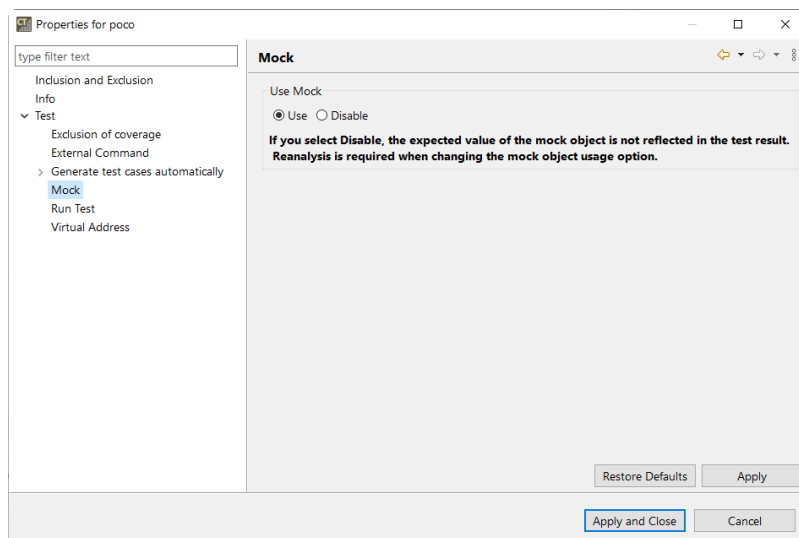 CT
Properties for poco
type filter text
Inclusion and Exclusion
Info
Test
Exclusion of coverage
External Command
Generate test cases automatically
Mock
Run Test
Virtual Address
Mock
Use Mock
Use
Disable
If you select Disable, the expected value of the mock object is not reflected in the test result.
Reanalysis is required when changing the mock object usage option.
Restore Defaults
Apply
Apply and Close
Cancel